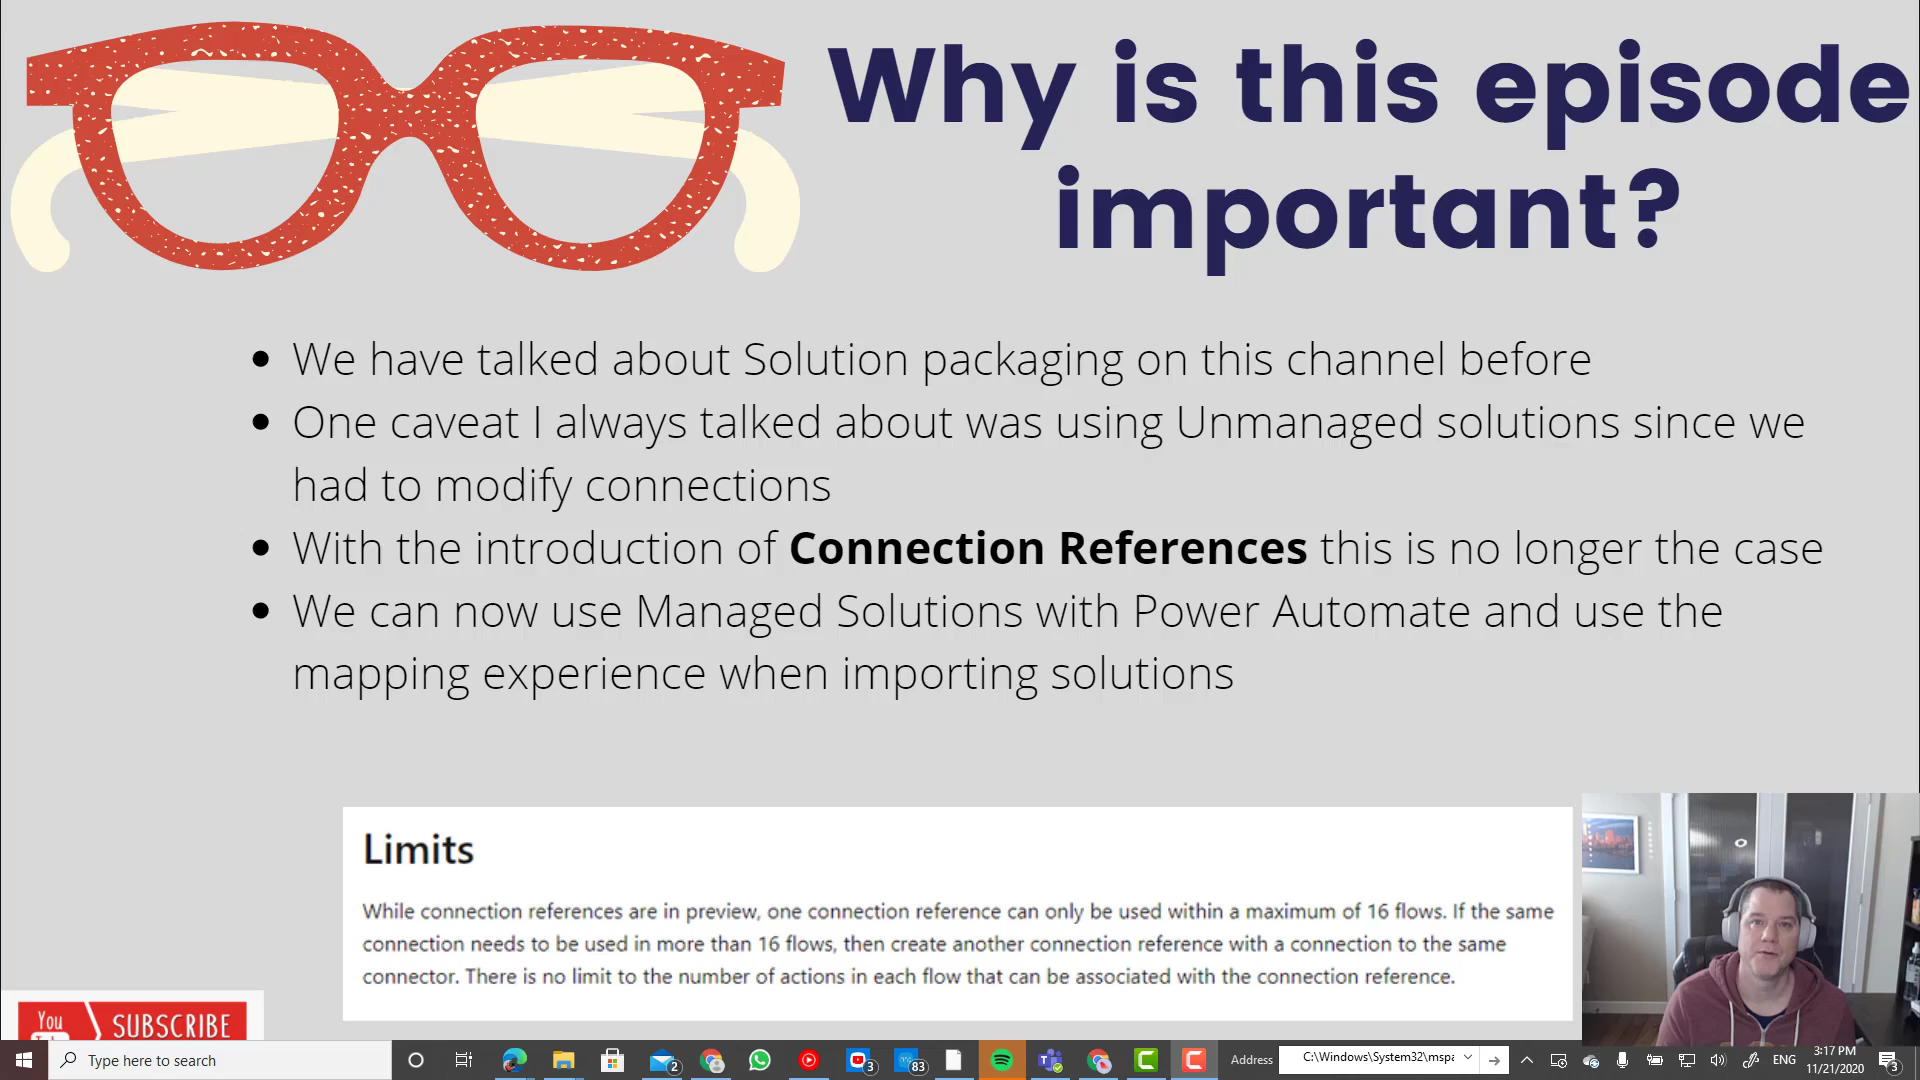 Why is this episode
important?
• We have talked about Solution packaging on this channel before
• One caveat I always talked about was using Unmanaged solutions since we
had to modify connections
• With the introduction of Connection References this is no longer the case
• We can now use Managed Solutions with Power Automate and use the
mapping experience when importing solutions
Limits
While connection references are in preview, one connection reference can only be used within a maximum of 16 flows. If the same
connection needs to be used in more than 16 flows, then create another connection reference with a connection to the same
connector. There is no limit to the number of actions in each flow that can be associated with the connection reference.
You SUBSCRIBE
Type here to search
2
3
83
Address
C:\Windows\System32\mspa
ENG
3:17 PM
11/21/2020
3